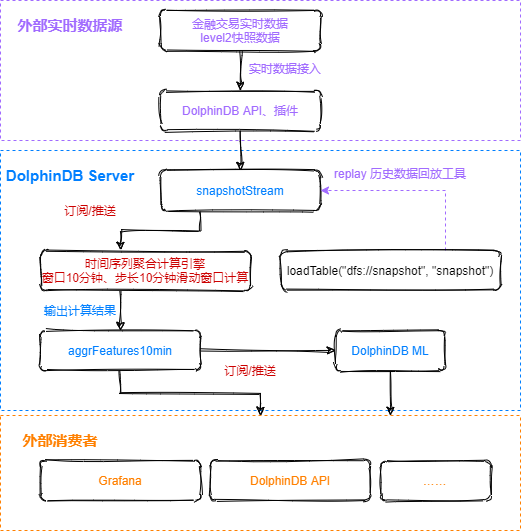 外部实时数据源
金融交易实时数据
level2快照数据
实时数据接入
DolphinDB API、插件
DolphinDB Server
replay 历史数据回放工具
snapshotStream
订阅/推送
时间序列聚合计算引擎
窗口10分钟、步长10分钟滑动窗口计算
loadTable("dfs://snapshot", "snapshot")
输出计算结果
aggrFeatures10min
DolphinDB ML
订阅/推送
外部消费者
Grafana
DolphinDB API
……